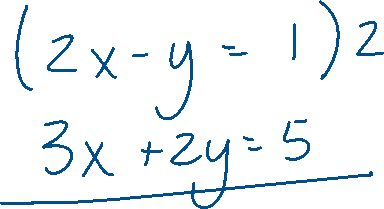 (2x - y = 1) 2
3x + 2y = 5